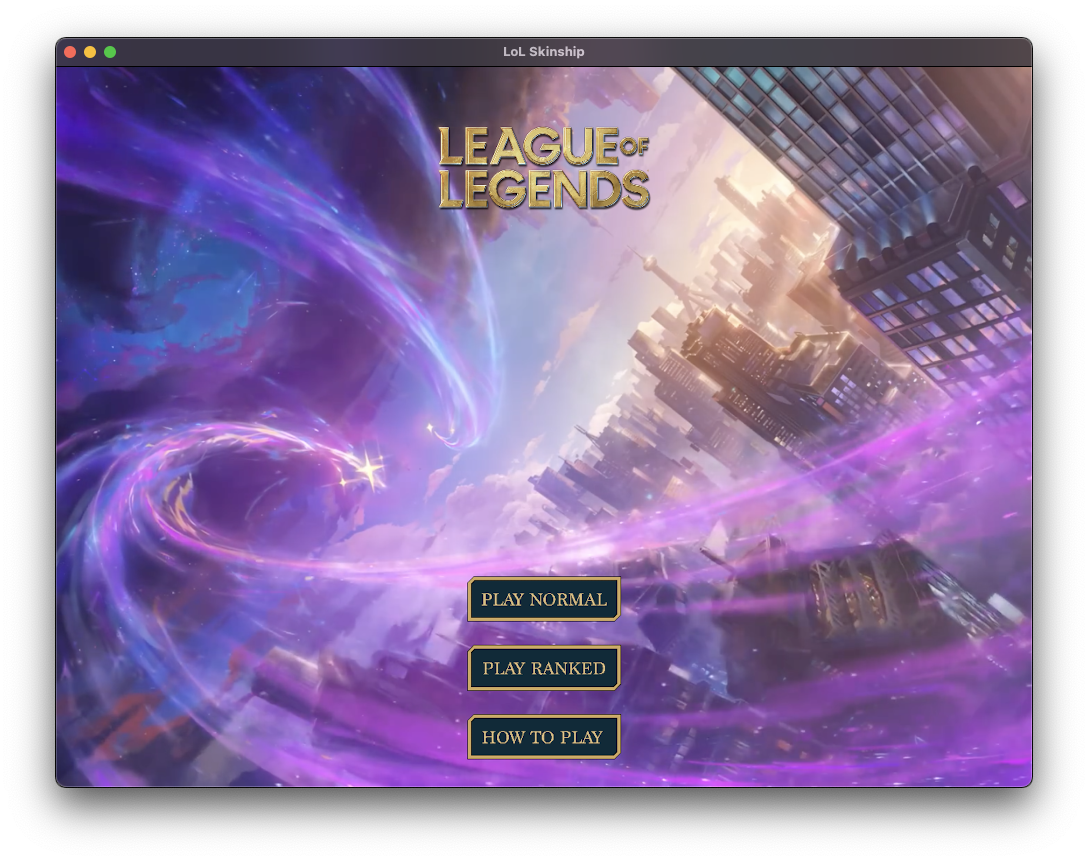 LoL Skinship
LEAGUE OF
LEGENDS
PLAY NORMAL
PLAY RANKED
HOW TO PLAY